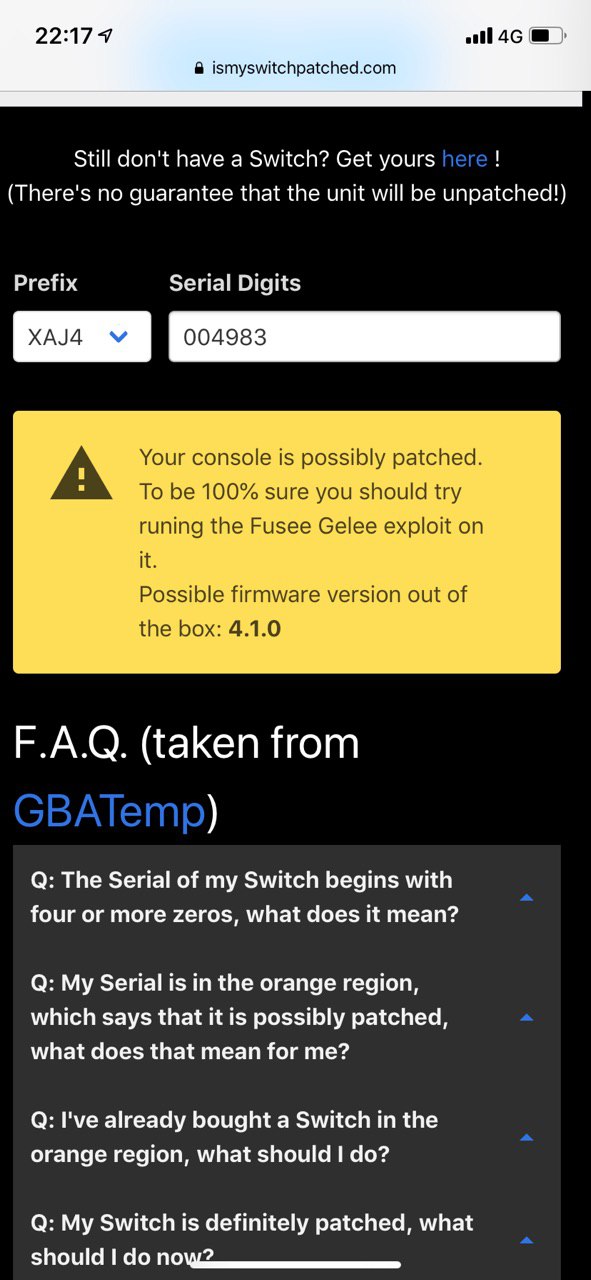 22:17
4G
ismyswitchpatched.com
Still don't have a Switch? Get yours here !
(There's no guarantee that the unit will be unpatched!)
Prefix
Serial Digits
XAJ4
004983
Your console is possibly patched.
To be 100% sure you should try
runing the Fusee Gelee exploit on
it.
Possible firmware version out of
the box: 4.1.0
F.A.Q. (taken from
GBATemp)
Q: The Serial of my Switch begins with
four or more zeros, what does it mean?
Q: My Serial is in the orange region,
which says that it is possibly patched,
what does that mean for me?
Q: I've already bought a Switch in the
orange region, what should I do?
Q: My Switch is definitely patched, what
should I do now?